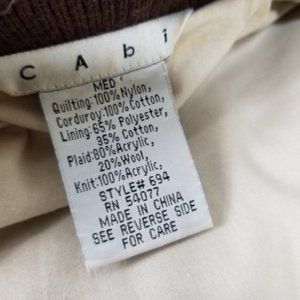 CAbi
MED
Quilting:100%Nylon,
Corduroy:100%Cotton,
Lining:65% Polyester,
35% Cotton,
Plaid:80%Acrylic,
20%Wool,
Knit:100%Acrylic,
STYLE# 694
RN 54077
MADE IN CHINA
SEE REVERSE SIDE
FOR CARE